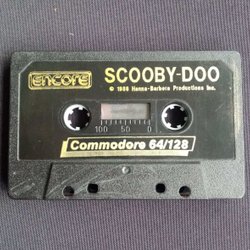 encore
SCOOBY-DOO
© 1986 Hanna-Barbera Productions Inc.
100 50 0
Commodore 64/128